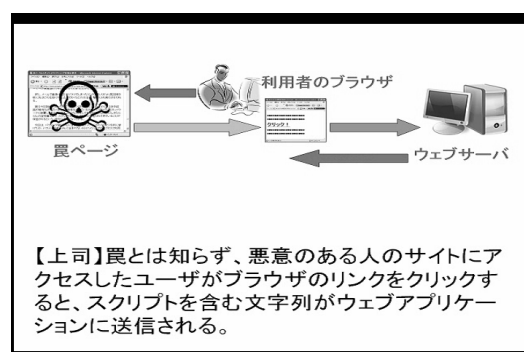 利用者のブラウザ
クリック!
罠ページ
ウェブサーバ
【上司】罠とは知らず、悪意のある人のサイトにア
クセスしたユーザがブラウザのリンクをクリックす
ると、スクリプトを含む文字列がウェブアプリケー
ションに送信される。